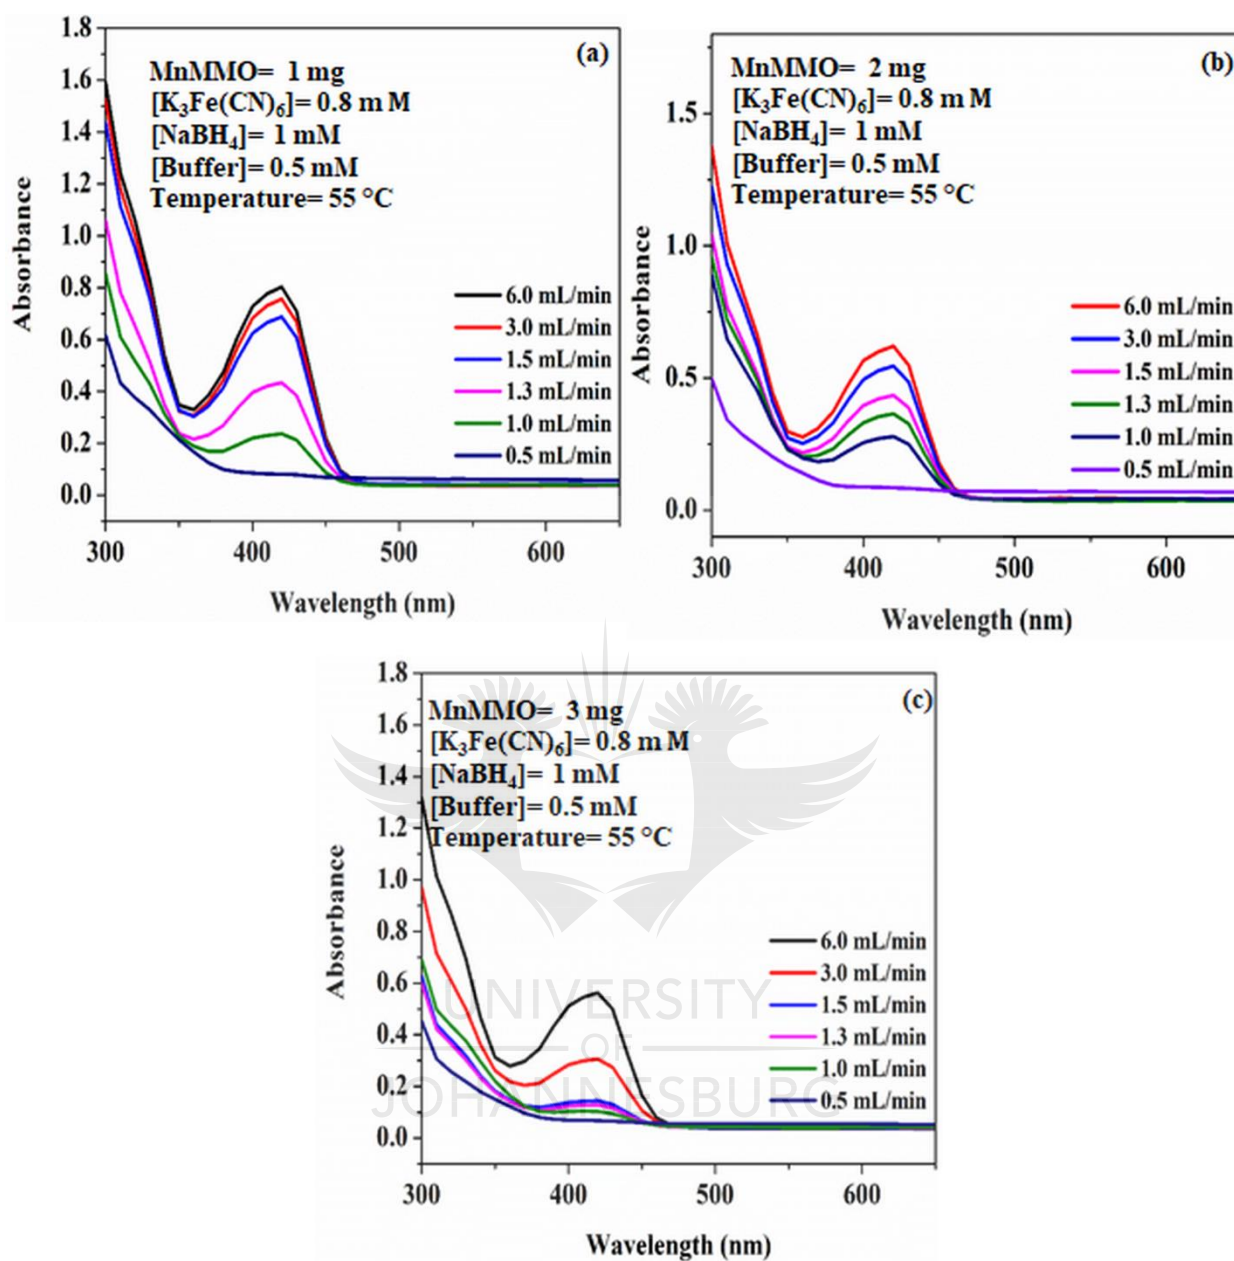 (a)
MnMMO= 1 mg
[K3Fe(CN)6]= 0.8 m M
[NaBH4]= 1 mM
[Buffer]= 0.5 mM
Temperature= 55 °C
Absorbance
1.8
1.6
1.4
1.2
1.0
0.8
0.6
0.4
0.2
0.0
6.0 mL/min
3.0 mL/min
1.5 mL/min
1.3 mL/min
1.0 mL/min
0.5 mL/min
300 400 500 600
Wavelength (nm)
(b)
MnMMO= 2 mg
[K3Fe(CN)6]= 0.8 m M
[NaBH4]= 1 mM
[Buffer]= 0.5 mM
Temperature= 55 °C
Absorbance
1.5
1.0
0.5
0.0
6.0 mL/min
3.0 mL/min
1.5 mL/min
1.3 mL/min
1.0 mL/min
0.5 mL/min
300 400 500 600
Wavelength (nm)
(c)
MnMMO= 3 mg
[K3Fe(CN)6]= 0.8 m M
[NaBH4]= 1 mM
[Buffer]= 0.5 mM
Temperature= 55 °C
Absorbance
1.8
1.6
1.4
1.2
1.0
0.8
0.6
0.4
0.2
0.0
6.0 mL/min
3.0 mL/min
1.5 mL/min
1.3 mL/min
1.0 mL/min
0.5 mL/min
300 400 500 600
Wavelength (nm)
UNIVERSITY
OF
JOHANNESBURG